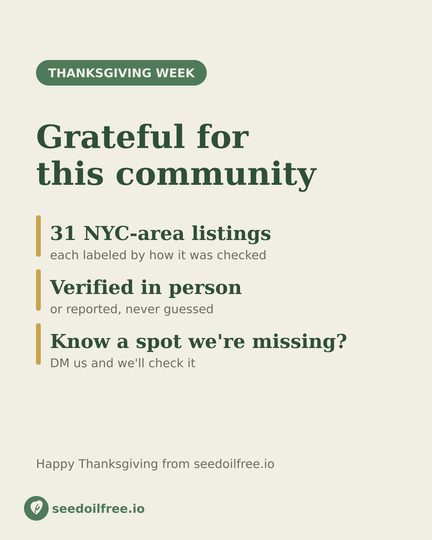 THANKSGIVING WEEK
Grateful for
this community
31 NYC-area listings
each labeled by how it was checked
Verified in person
or reported, never guessed
Know a spot we're missing?
DM us and we'll check it
Happy Thanksgiving from seedoilfree.io
seedoilfree.io